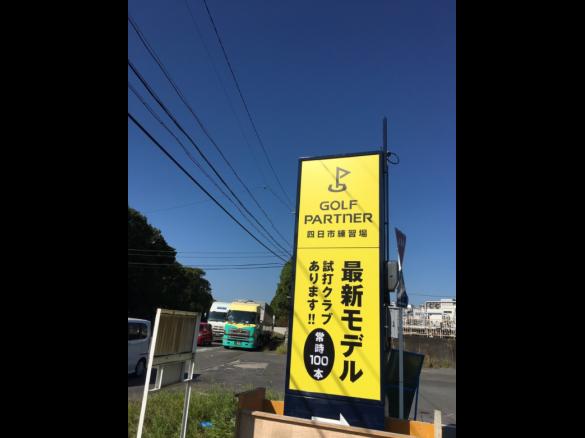 GOLF
PARTNER
四日市練習場
最新モデル
試打クラブ
あります!!
常時
100
本